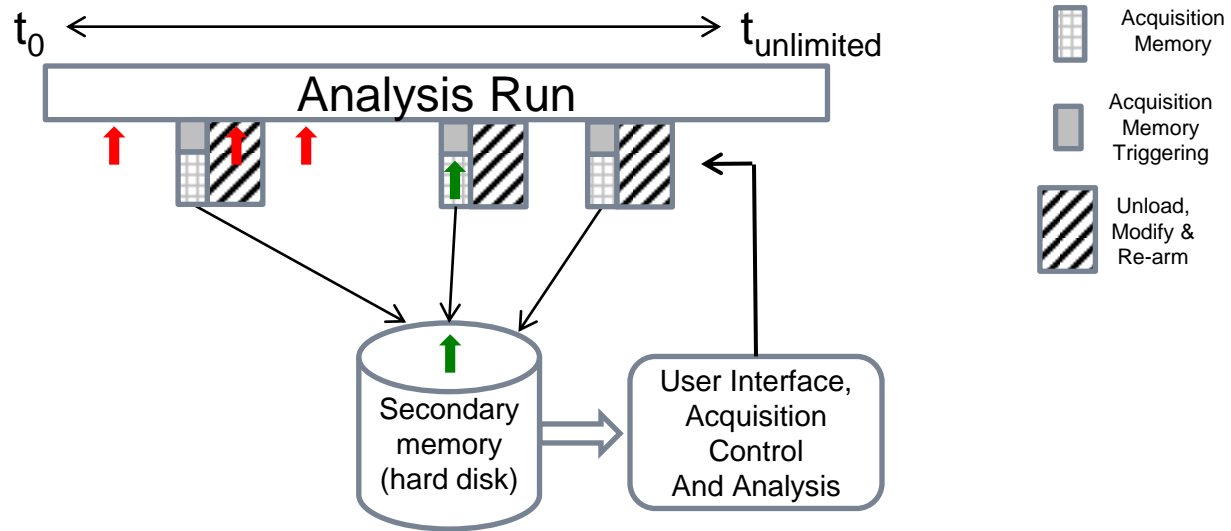 t0
tunlimited
Analysis Run
Secondary
memory
(hard disk)
User Interface,
Acquisition
Control
And Analysis
Acquisition
Memory
Acquisition
Memory
Triggering
Unload,
Modify &
Re-arm